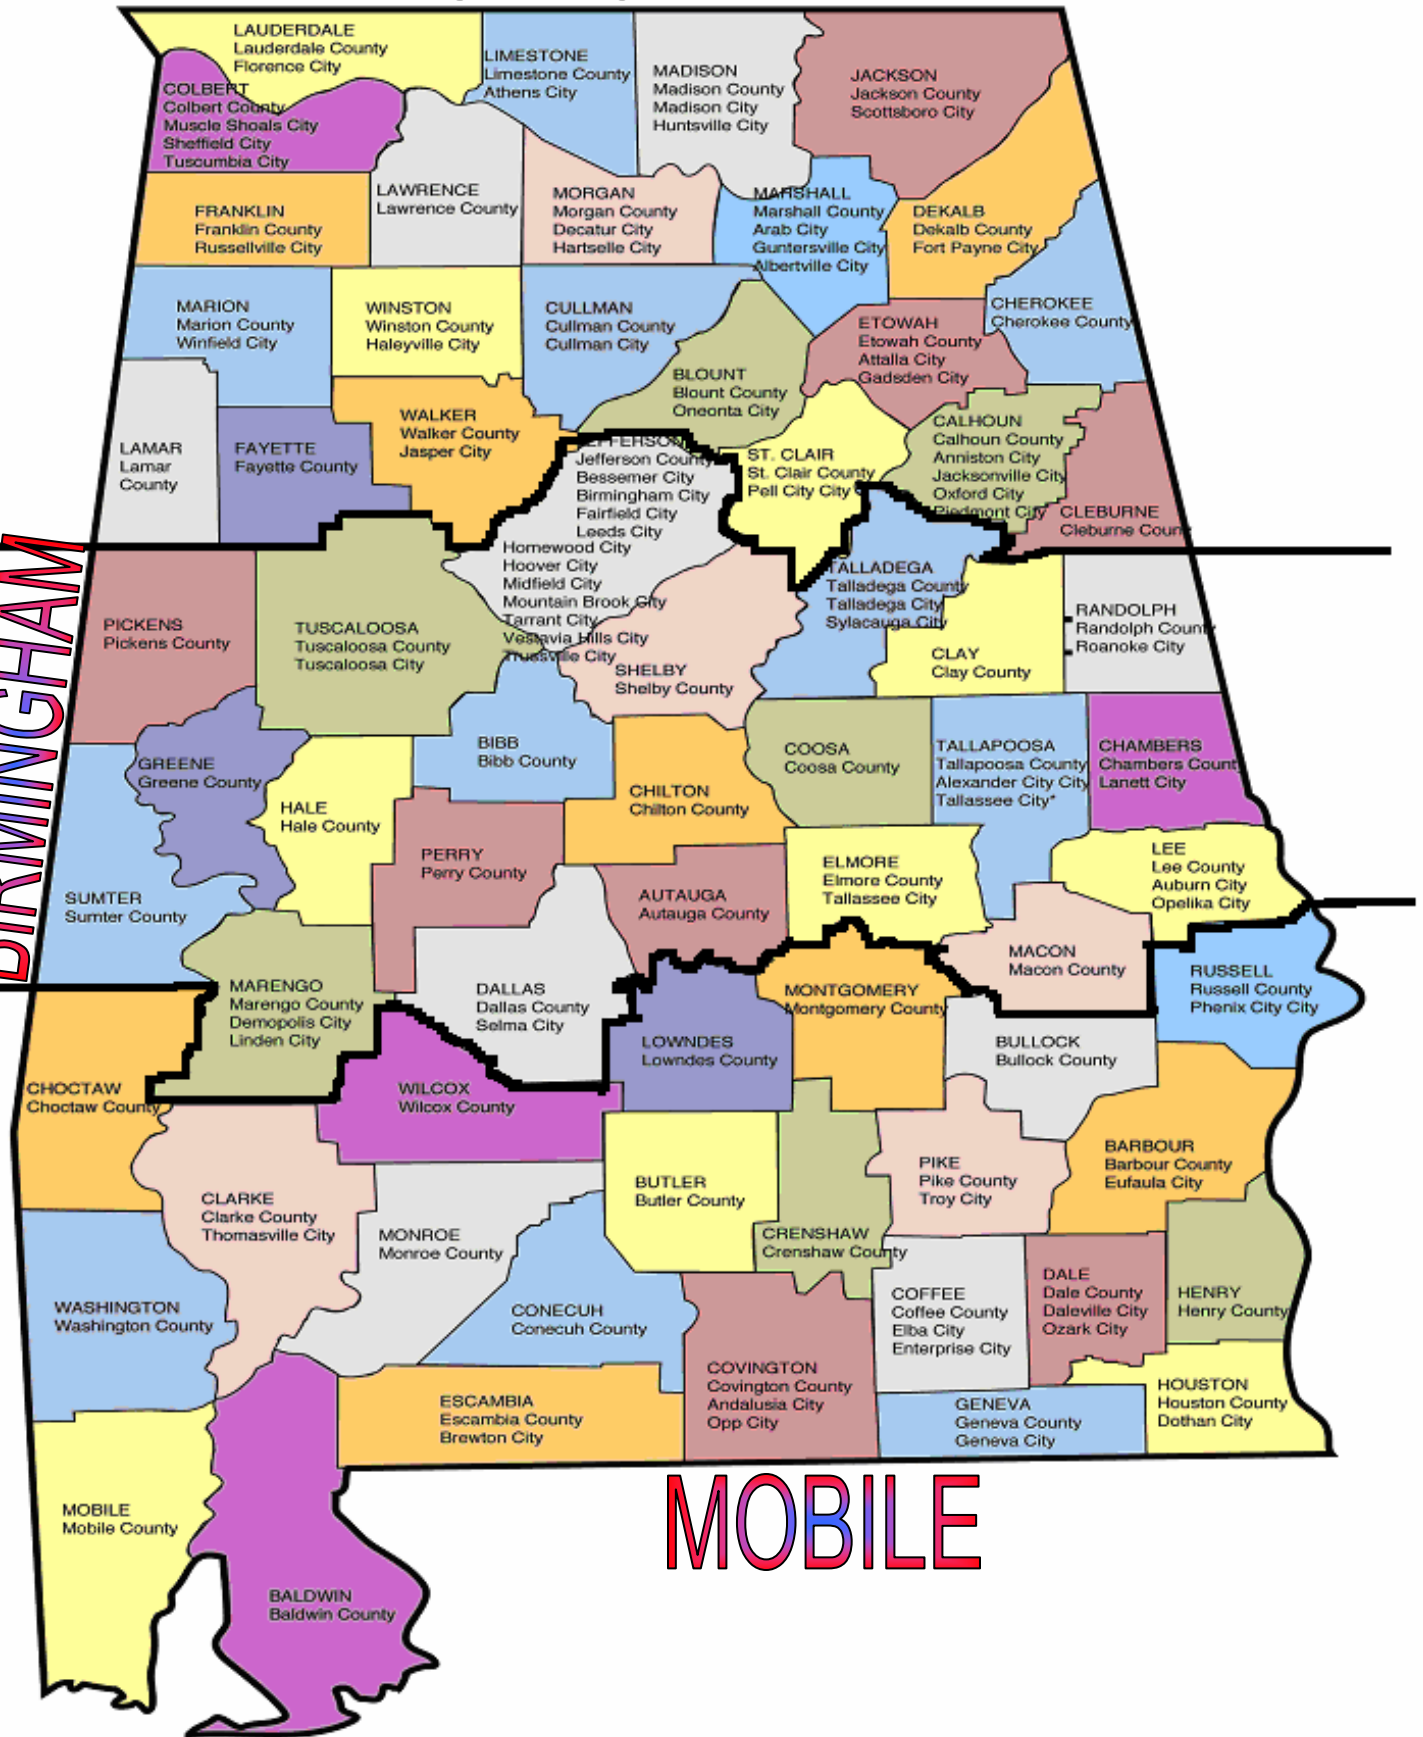 LAUDERDALE
Lauderdale County
Florence City
LIMESTONE
Limestone County
Athens City
MADISON
Madison County
Madison City
Huntsville City
JACKSON
Jackson County
Scottsboro City
COLBERT
Colbert County
Muscle Shoals City
Sheffield City
Tuscumbia City
LAWRENCE
Lawrence County
FRANKLIN
Franklin County
Russellville City
MORGAN
Morgan County
Decatur City
Hartselle City
MARSHALL
Marshall County
Arab City
Guntersville City
Albertville City
DEKALB
Dekalb County
Fort Payne City
MARION
Marion County
Winfield City
WINSTON
Winston County
Haleyville City
CULLMAN
Cullman County
Cullman City
CHEROKEE
Cherokee County
ETOWAH
Etowah County
Attalla City
Gadsden City
BLOUNT
Blount County
Oneonta City
LAMAR
Lamar
County
FAYETTE
Fayette County
WALKER
Walker County
Jasper City
JEFFERSON
Jefferson County
Bessemer City
Birmingham City
Fairfield City
Leeds City
Homewood City
Hoover City
Midfield City
Mountain Brook City
Tarrant City
Vestavia Hills City
Trussville City
ST. CLAIR
St. Clair County
Pell City City
CALHOUN
Calhoun County
Anniston City
Jacksonville City
Oxford City
Piedmont City
CLEBURNE
Cleburne Coun
BIRMINGHAM
PICKENS
Pickens County
TUSCALOOSA
Tuscaloosa County
Tuscaloosa City
SHELBY
Shelby County
TALLADEGA
Talladega County
Talladega City
Sylacauga City
CLAY
Clay County
RANDOLPH
Randolph County
Roanoke City
GREENE
Greene County
HALE
Hale County
BIBB
Bibb County
CHILTON
Chilton County
COOSA
Coosa County
TALLAPOOSA
Tallapoosa County
Alexander City City
Tallassee City*
CHAMBERS
Chambers County
Lanett City
SUMTER
Sumter County
PERRY
Perry County
AUTAUGA
Autauga County
ELMORE
Elmore County
Tallassee City
LEE
Lee County
Auburn City
Opelika City
MARENGO
Marengo County
Demopolis City
Linden City
DALLAS
Dallas County
Selma City
LOWNDES
Lowndes County
MONTGOMERY
Montgomery County
MACON
Macon County
RUSSELL
Russell County
Phenix City City
BULLOCK
Bullock County
CHOCTAW
Choctaw County
WILCOX
Wilcox County
CLARKE
Clarke County
Thomasville City
MONROE
Monroe County
BUTLER
Butler County
CRENSHAW
Crenshaw County
PIKE
Pike County
Troy City
BARBOUR
Barbour County
Eufaula City
WASHINGTON
Washington County
CONECUH
Conecuh County
COFFEE
Coffee County
Elba City
Enterprise City
DALE
Dale County
Daleville City
Ozark City
HENRY
Henry County
ESCAMBIA
Escambia County
Brewton City
COVINGTON
Covington County
Andalusia City
Opp City
GENEVA
Geneva County
Geneva City
HOUSTON
Houston County
Dothan City
MOBILE
Mobile County
BALDWIN
Baldwin County
MOBILE